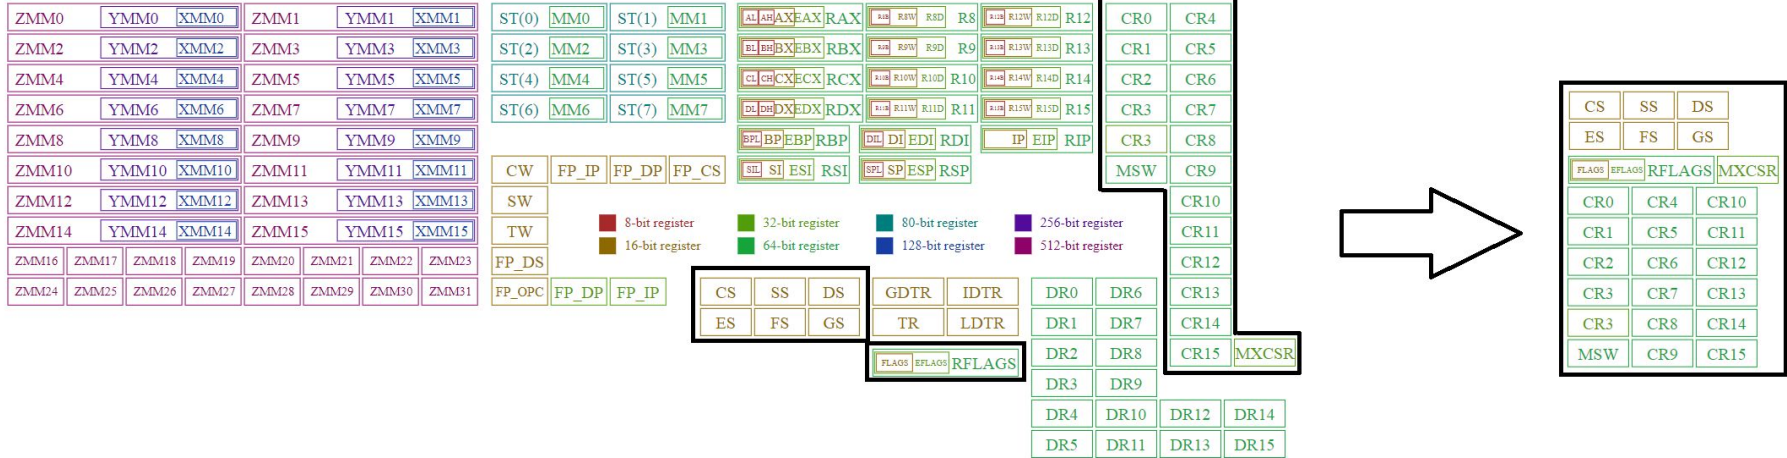 ZMM0 YMM0 XMM0 ZMM1 YMM1 XMM1 ST(0) MM0 ST(1) MM1 AL AH AX EAX RAX R8B R8W R8D R8 R12B R12W R12D R12 CR0 CR4
ZMM2 YMM2 XMM2 ZMM3 YMM3 XMM3 ST(2) MM2 ST(3) MM3 BL BH BX EBX RBX R9B R9W R9D R9 R13B R13W R13D R13 CR1 CR5
ZMM4 YMM4 XMM4 ZMM5 YMM5 XMM5 ST(4) MM4 ST(5) MM5 CL CH CX ECX RCX R10B R10W R10D R10 R14B R14W R14D R14 CR2 CR6
ZMM6 YMM6 XMM6 ZMM7 YMM7 XMM7 ST(6) MM6 ST(7) MM7 DL DH DX EDX RDX R11B R11W R11D R11 R15B R15W R15D R15 CR3 CR7
ZMM8 YMM8 XMM8 ZMM9 YMM9 XMM9 BPL BP EBP RBP DIL DI EDI RDI IP EIP RIP CR3 CR8
ZMM10 YMM10 XMM10 ZMM11 YMM11 XMM11 CW FP_IP FP_DP FP_CS SIL SI ESI RSI SPL SP ESP RSP MSW CR9
ZMM12 YMM12 XMM12 ZMM13 YMM13 XMM13 SW CR10
ZMM14 YMM14 XMM14 ZMM15 YMM15 XMM15 TW CR11
8-bit register 32-bit register 80-bit register 256-bit register
16-bit register 64-bit register 128-bit register 512-bit register
ZMM16 ZMM17 ZMM18 ZMM19 ZMM20 ZMM21 ZMM22 ZMM23 FP_DS CR12
ZMM24 ZMM25 ZMM26 ZMM27 ZMM28 ZMM29 ZMM30 ZMM31 FP_OPC FP_DP FP_IP CS SS DS GDTR IDTR DR0 DR6 CR13
ES FS GS TR LDTR DR1 DR7 CR14
FLAGS EFLAGS RFLAGS DR2 DR8 CR15 MXCSR
DR3 DR9
DR4 DR10 DR12 DR14
DR5 DR11 DR13 DR15
CS SS DS
ES FS GS
FLAGS EFLAGS RFLAGS MXCSR
CR0 CR4 CR10
CR1 CR5 CR11
CR2 CR6 CR12
CR3 CR7 CR13
CR3 CR8 CR14
MSW CR9 CR15